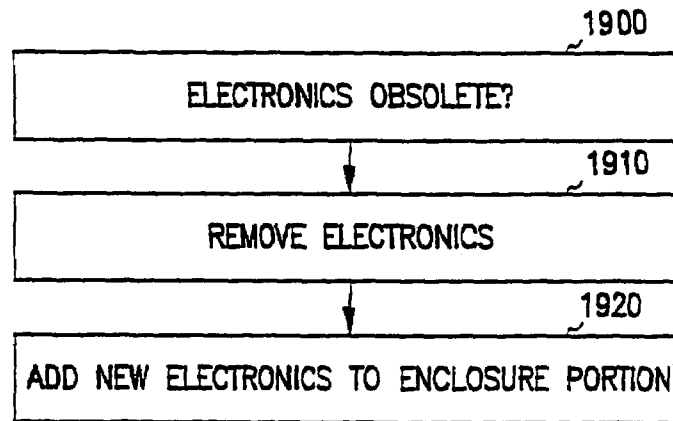 1900
ELECTRONICS OBSOLETE?
1910
REMOVE ELECTRONICS
1920
ADD NEW ELECTRONICS TO ENCLOSURE PORTION